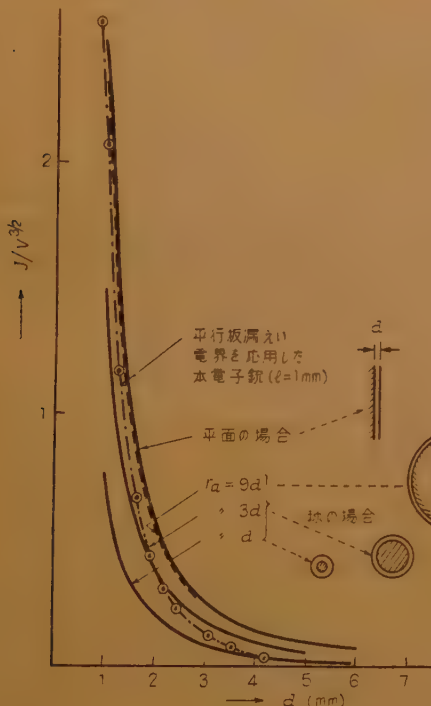 J/V^3/2
2
1
平行板漏えい
電界を応用した
本電子銃(ℓ=1mm)
平面の場合
d
ra = 9d
〃 3d
〃 d
球の場合
1 2 3 4 5 6 7
d (mm)